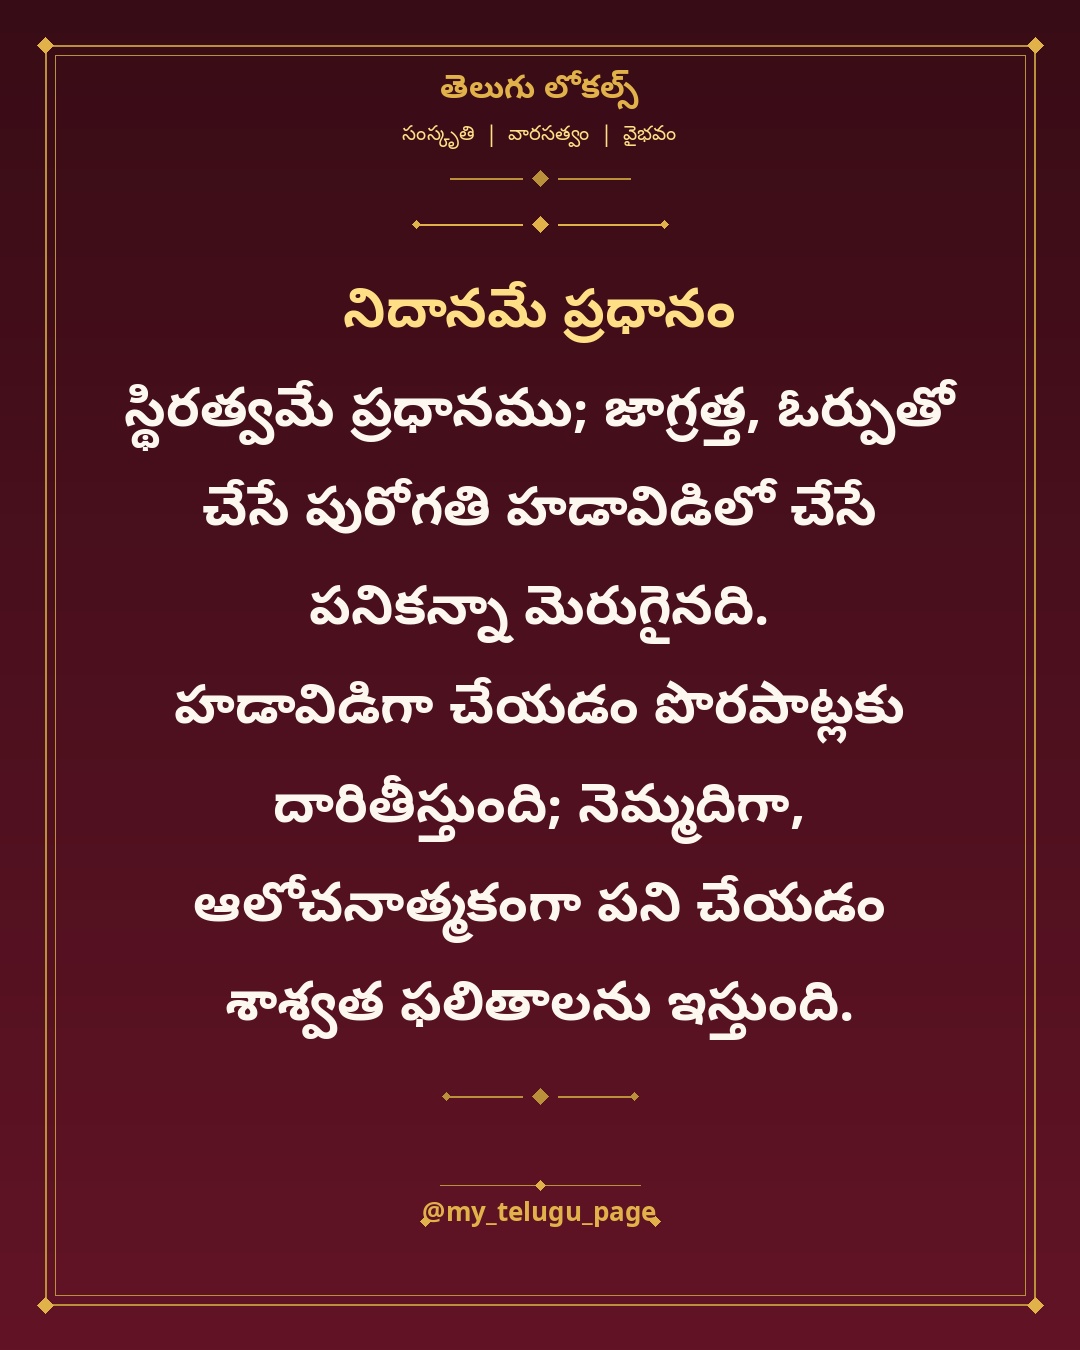 తెలుగు లోకల్స్
సంస్కృతి | వారసత్వం | వైభవం
నిదానమే ప్రధానం
స్థిరత్వమే ప్రధానము; జాగ్రత్త, ఓర్పుతో
చేసే పురోగతి హడావిడిలో చేసే
పనికన్నా మెరుగైనది.
హడావిడిగా చేయడం పొరపాట్లకు
దారితీస్తుంది; నెమ్మదిగా,
ఆలోచనాత్మకంగా పని చేయడం
శాశ్వత ఫలితాలను ఇస్తుంది.
@my_telugu_page